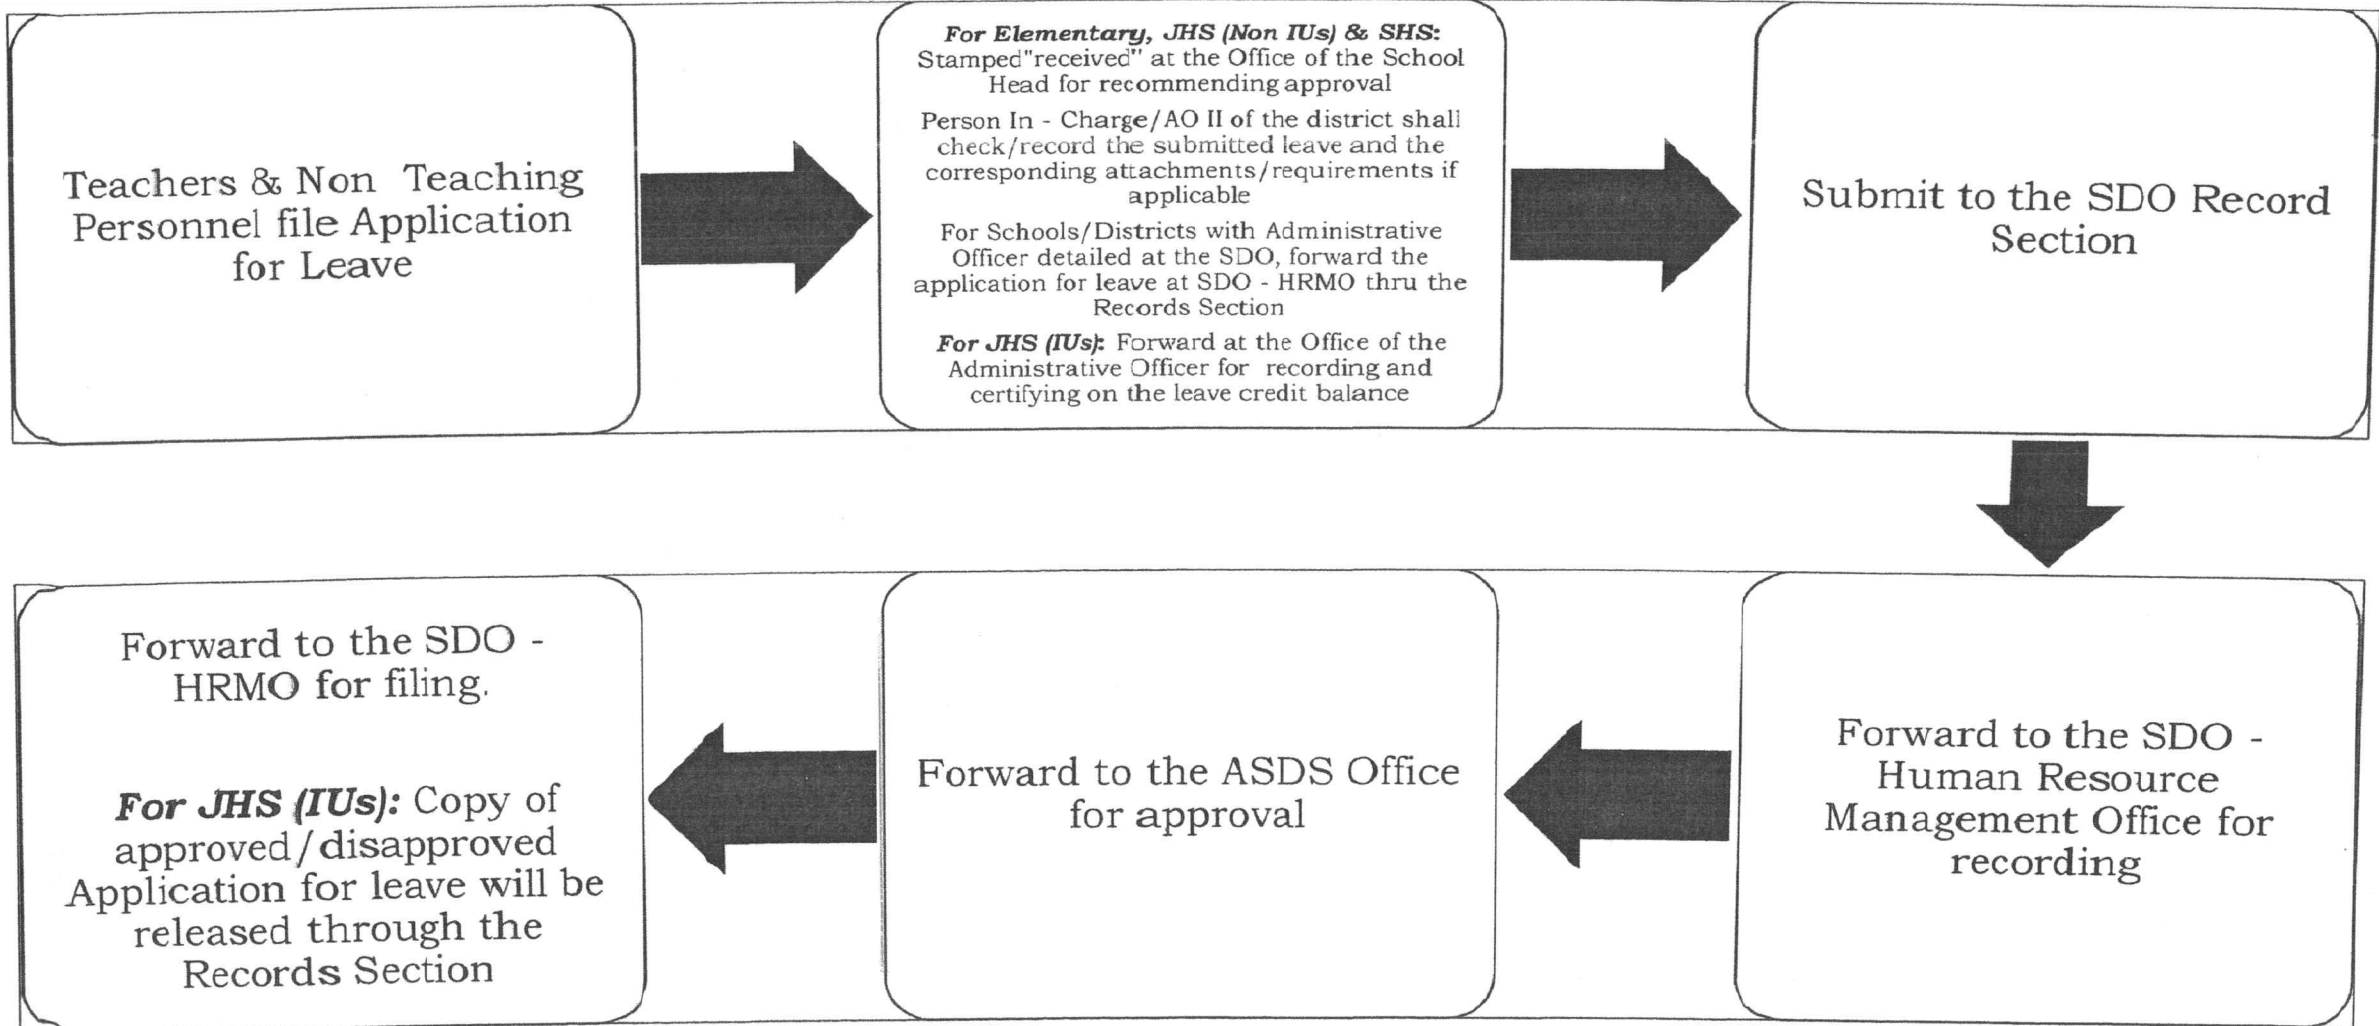 Teachers & Non Teaching
Personnel file Application
for Leave
For Elementary, JHS (Non IUs) & SHS:
Stamped"received" at the Office of the School
Head for recommending approval
Person In - Charge/AO II of the district shall
check/record the submitted leave and the
corresponding attachments/requirements if
applicable
For Schools/Districts with Administrative
Officer detailed at the SDO, forward the
application for leave at SDO - HRMO thru the
Records Section
For JHS (IUs): Forward at the Office of the
Administrative Officer for recording and
certifying on the leave credit balance
Submit to the SDO Record
Section
Forward to the SDO -
Human Resource
Management Office for
recording
Forward to the ASDS Office
for approval
Forward to the SDO -
HRMO for filing.
For JHS (IUs): Copy of
approved/disapproved
Application for leave will be
released through the
Records Section